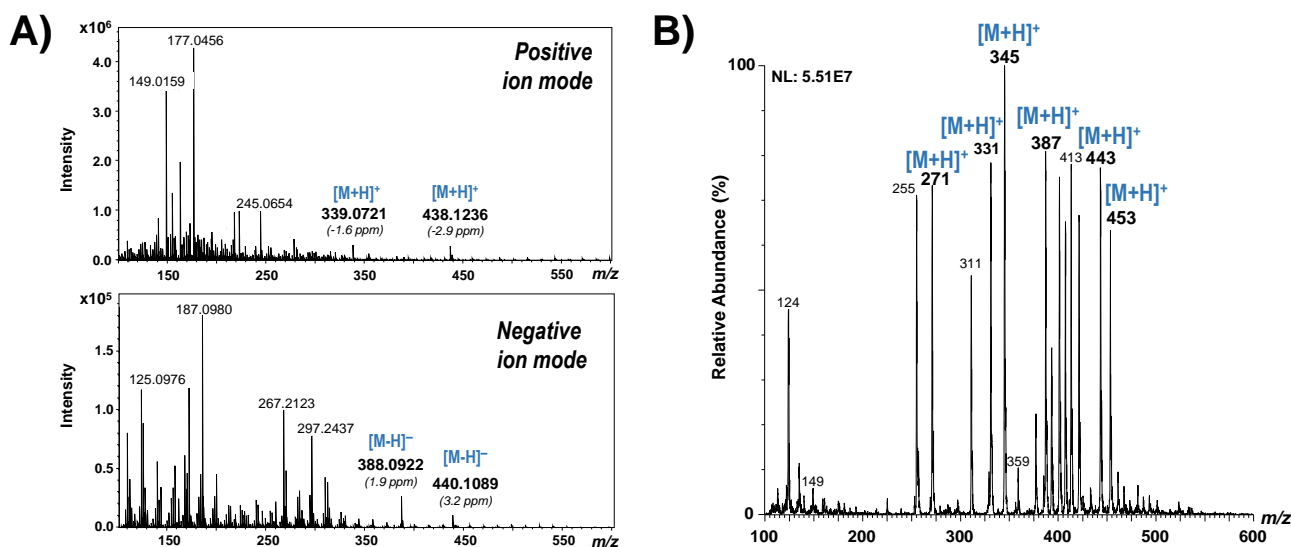 A)
x10⁶
4.0
3.0
2.0
1.0
0.0
Intensity
177.0456
149.0159
245.0654
Positive
ion mode
[M+H]⁺
339.0721
(-1.6 ppm)
[M+H]⁺
438.1236
(-2.9 ppm)
150
250
350
450
550
m/z
x10⁵
1.5
1.0
0.5
0.0
Intensity
187.0980
125.0976
267.2123
297.2437
Negative
ion mode
[M-H]⁻
388.0922
(1.9 ppm)
[M-H]⁻
440.1089
(3.2 ppm)
150
250
350
450
550
m/z
B)
100
NL: 5.51E7
Relative Abundance (%)
[M+H]⁺
345
[M+H]⁺
331
[M+H]⁺
271
255
[M+H]⁺
387
413
[M+H]⁺
443
[M+H]⁺
453
311
124
149
359
100
200
300
400
500
600
m/z